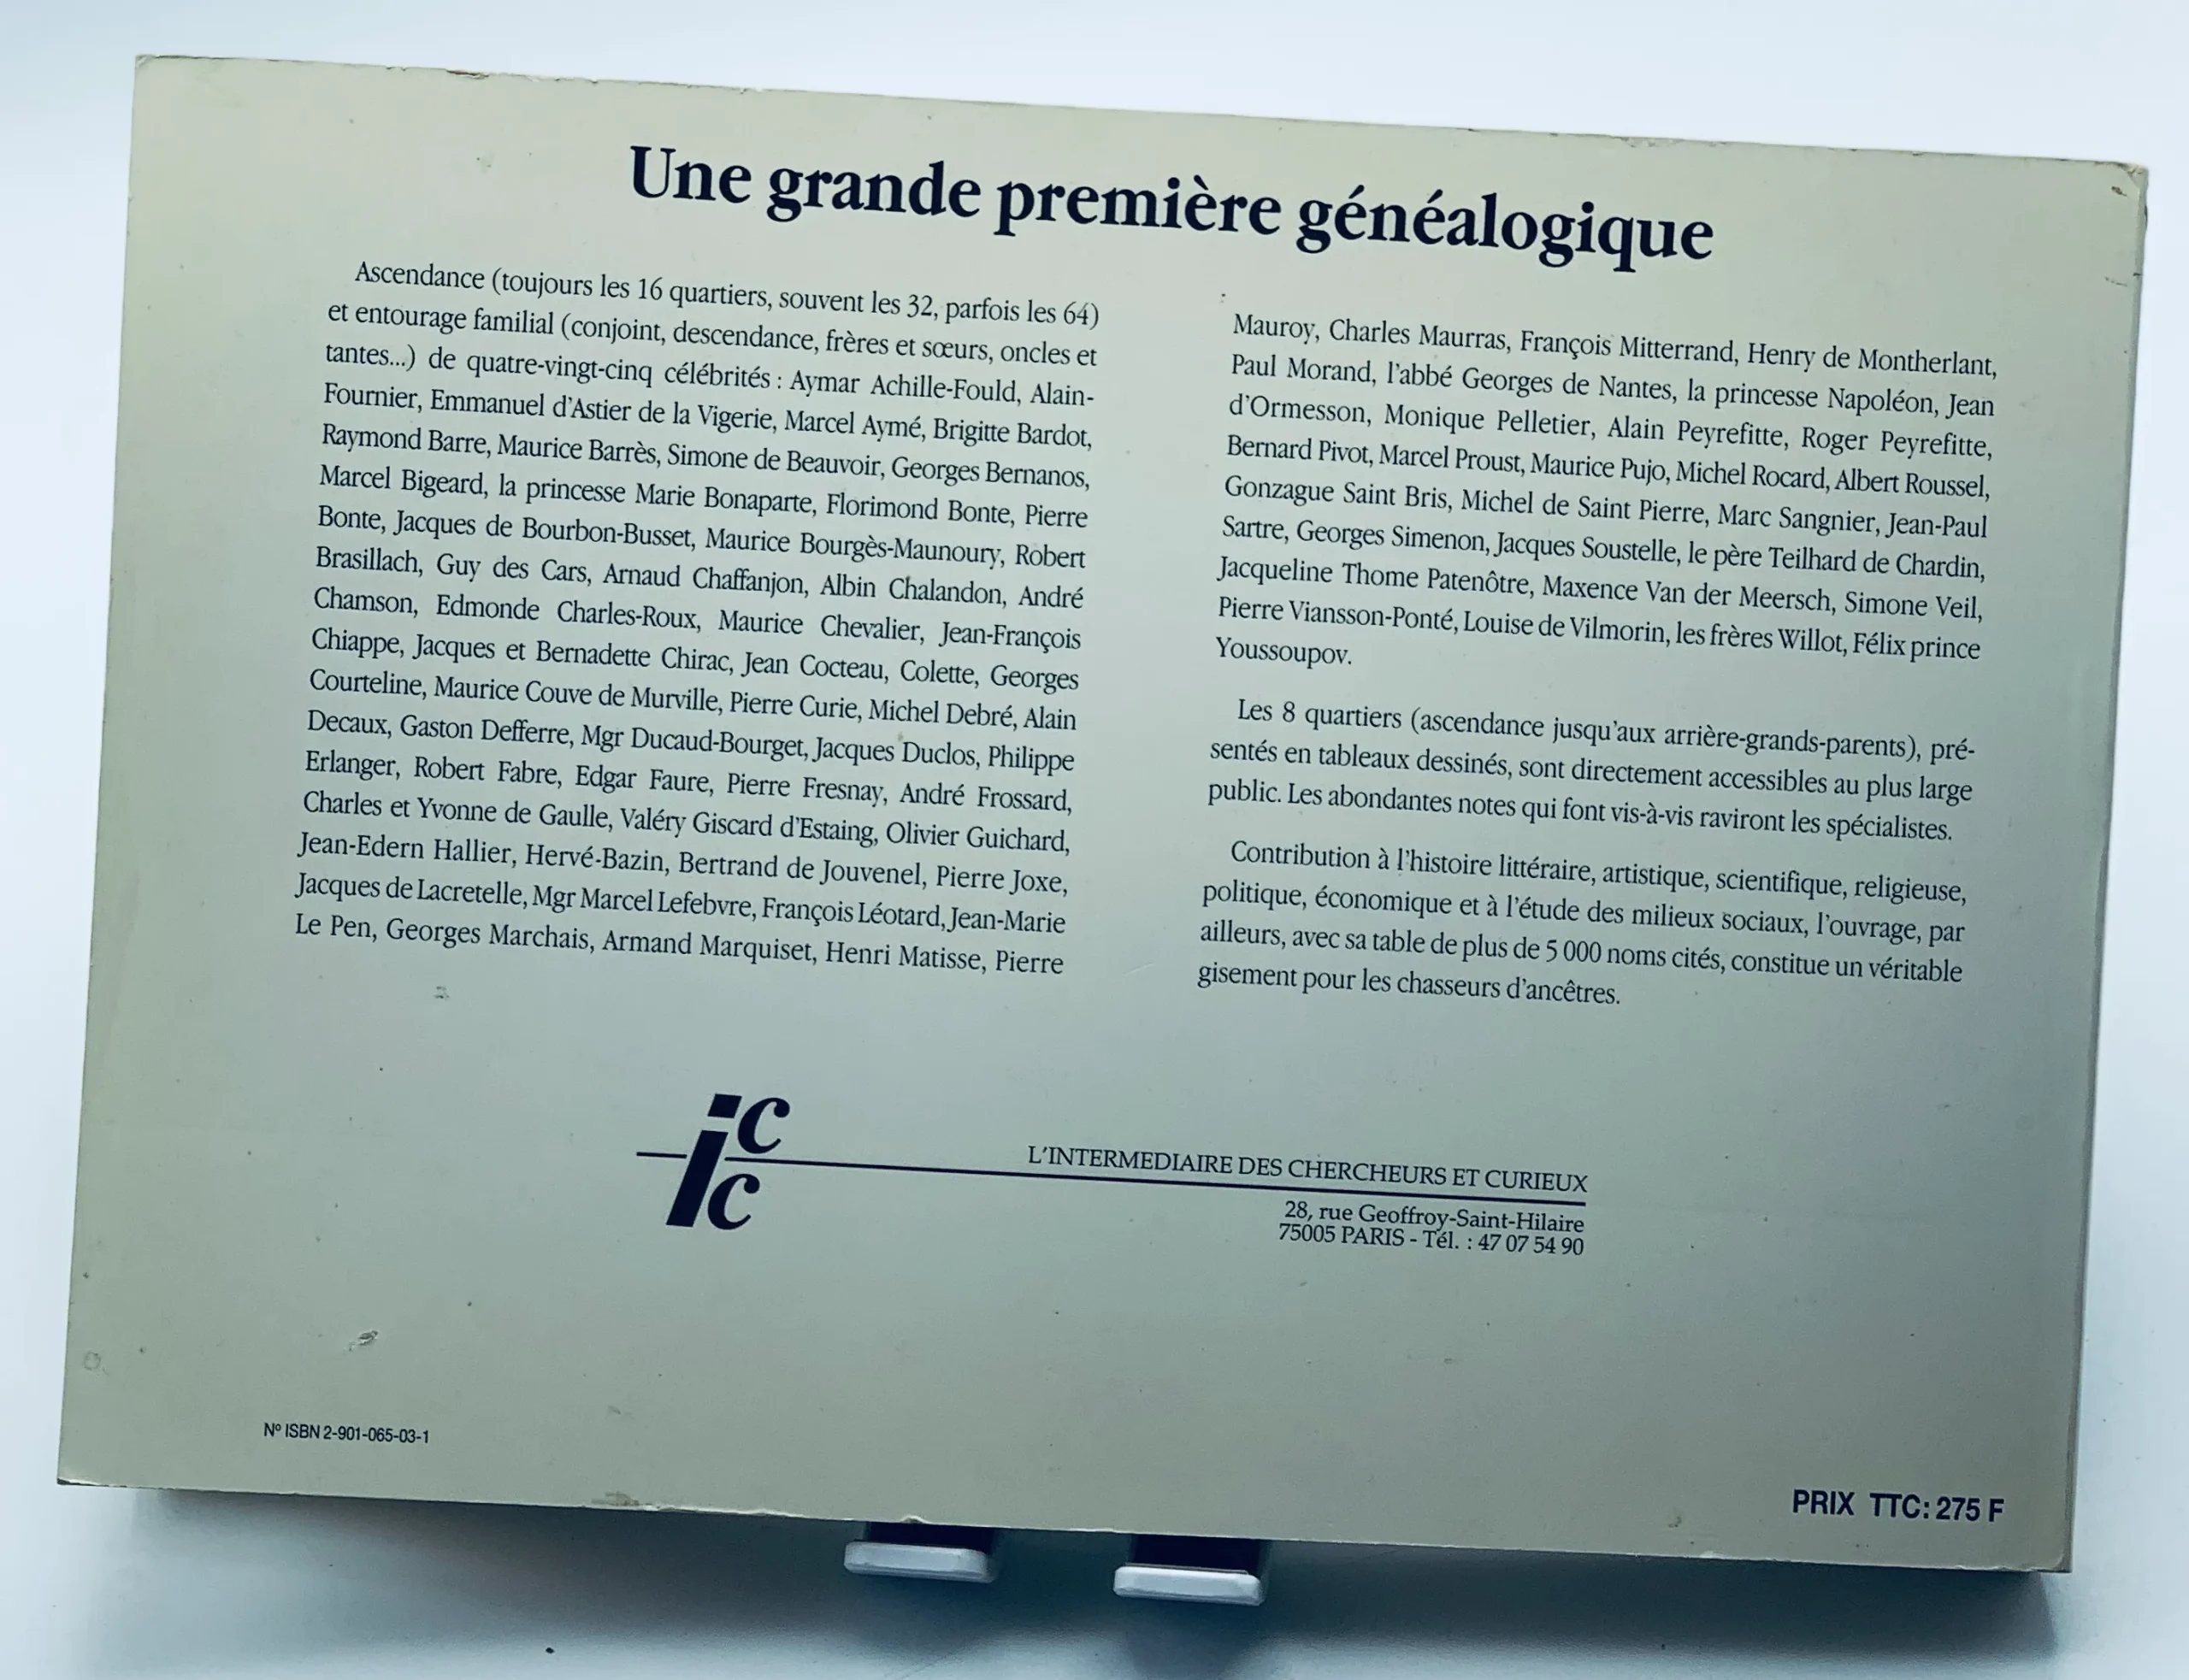 Une grande première généalogique
Ascendance (toujours les 16 quartiers, souvent les 32, parfois les 64)
et entourage familial (conjoint, descendance, frères et sœurs, oncles et
tantes...) de quatre-vingt-cinq célébrités : Aymar Achille-Fould, Alain-
Fournier, Emmanuel d'Astier de la Vigerie, Marcel Aymé, Brigitte Bardot,
Raymond Barre, Maurice Barrès, Simone de Beauvoir, Georges Bernanos,
Marcel Bigeard, la princesse Marie Bonaparte, Florimond Bonte, Pierre
Bonte, Jacques de Bourbon-Busset, Maurice Bourgès-Maunoury, Robert
Brasillach, Guy des Cars, Arnaud Chaffanjon, Albin Chalandon, André
Chamson, Edmonde Charles-Roux, Maurice Chevalier, Jean-François
Chiappe, Jacques et Bernadette Chirac, Jean Cocteau, Colette, Georges
Courteline, Maurice Couve de Murville, Pierre Curie, Michel Debré, Alain
Decaux, Gaston Defferre, Mgr Ducaud-Bourget, Jacques Duclos, Philippe
Erlanger, Robert Fabre, Edgar Faure, Pierre Fresnay, André Frossard,
Charles et Yvonne de Gaulle, Valéry Giscard d'Estaing, Olivier Guichard,
Jean-Edern Hallier, Hervé-Bazin, Bertrand de Jouvenel, Pierre Joxe,
Jacques de Lacretelle, Mgr Marcel Lefebvre, François Léotard, Jean-Marie
Le Pen, Georges Marchais, Armand Marquiset, Henri Matisse, Pierre
Mauroy, Charles Maurras, François Mitterrand, Henry de Montherlant,
Paul Morand, l'abbé Georges de Nantes, la princesse Napoléon, Jean
d'Ormesson, Monique Pelletier, Alain Peyrefitte, Roger Peyrefitte,
Bernard Pivot, Marcel Proust, Maurice Pujo, Michel Rocard, Albert Roussel,
Gonzague Saint Bris, Michel de Saint Pierre, Marc Sangnier, Jean-Paul
Sartre, Georges Simenon, Jacques Soustelle, le père Teilhard de Chardin,
Jacqueline Thome Patenôtre, Maxence Van der Meersch, Simone Veil,
Pierre Viansson-Ponté, Louise de Vilmorin, les frères Willot, Félix prince
Youssoupov.
Les 8 quartiers (ascendance jusqu'aux arrière-grands-parents), pré-
sentés en tableaux dessinés, sont directement accessibles au plus large
public. Les abondantes notes qui font vis-à-vis raviront les spécialistes.
Contribution à l'histoire littéraire, artistique, scientifique, religieuse,
politique, économique et à l'étude des milieux sociaux, l'ouvrage, par
ailleurs, avec sa table de plus de 5 000 noms cités, constitue un véritable
gisement pour les chasseurs d'ancêtres.
icc
L'INTERMEDIAIRE DES CHERCHEURS ET CURIEUX
28, rue Geoffroy-Saint-Hilaire
75005 PARIS - Tél. : 47 07 54 90
Nº ISBN 2-901-065-03-1
PRIX TTC: 275 F